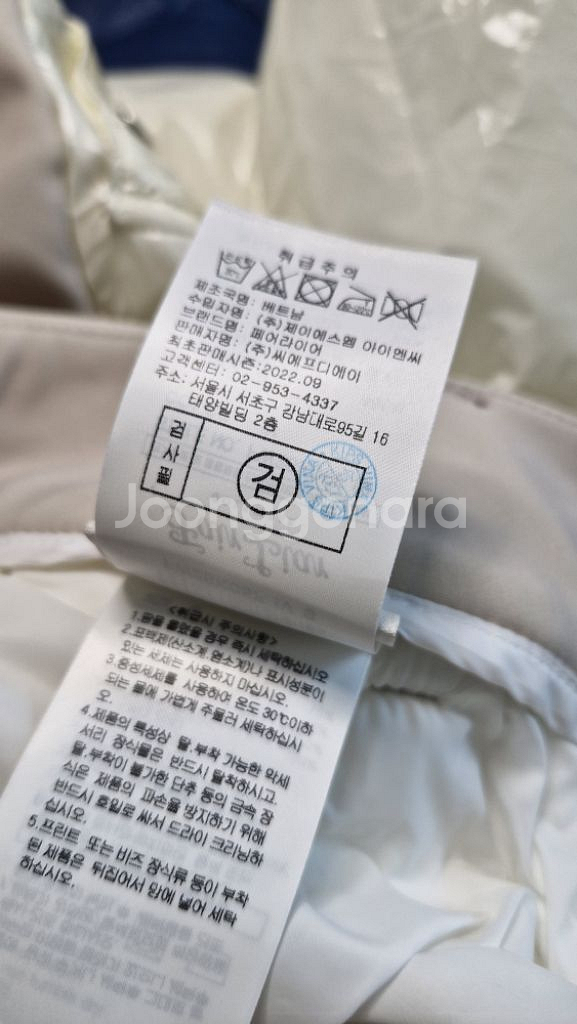 취급주의
제조국명: 베트남
수입자명: (주)제이에스엠 아이엔씨
브랜드명: 페어라이어
판매자명: (주)씨에프디에이
최초판매시즌:2022.09
고객센터: 02-953-4337
주소: 서울시 서초구 강남대로95길 16
태양빌딩 2층
검사필
검
Joonggonara
Fair Liar
<취급시 주의사항>
1.물을 흘렸을 경우 즉시 세탁하십시오
2.표백제(산소계 염소계)나 표시성분이
있는 세제는 사용하지 마십시오.
3.중성세제를 사용하여 온도 30℃이하
되는 물에 가볍게 주물러 세탁하십시
오.
4.제품의 특성상 탈.부착 가능한 악세
서리 장식물은 반드시 탈착하시고,
탈.부착이 불가한 단추 등의 금속 장
식은 제품의 파손을 방지하기 위해
반드시 호일로 싸서 드라이 크리닝하
십시오.
5.프린트 또는 비즈 장식류 등이 부착
된 제품은 뒤집어서 망에 넣어 세탁
하십시오.